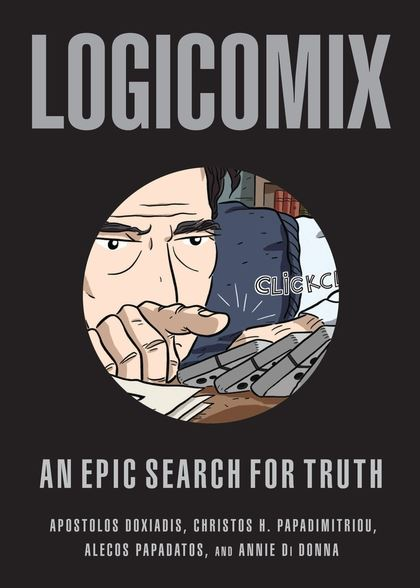 LOGICOMIX
CLICKCL
AN EPIC SEARCH FOR TRUTH
APOSTOLOS DOXIADIS, CHRISTOS H. PAPADIMITRIOU,
ALECOS PAPADATOS, AND ANNIE DI DONNA